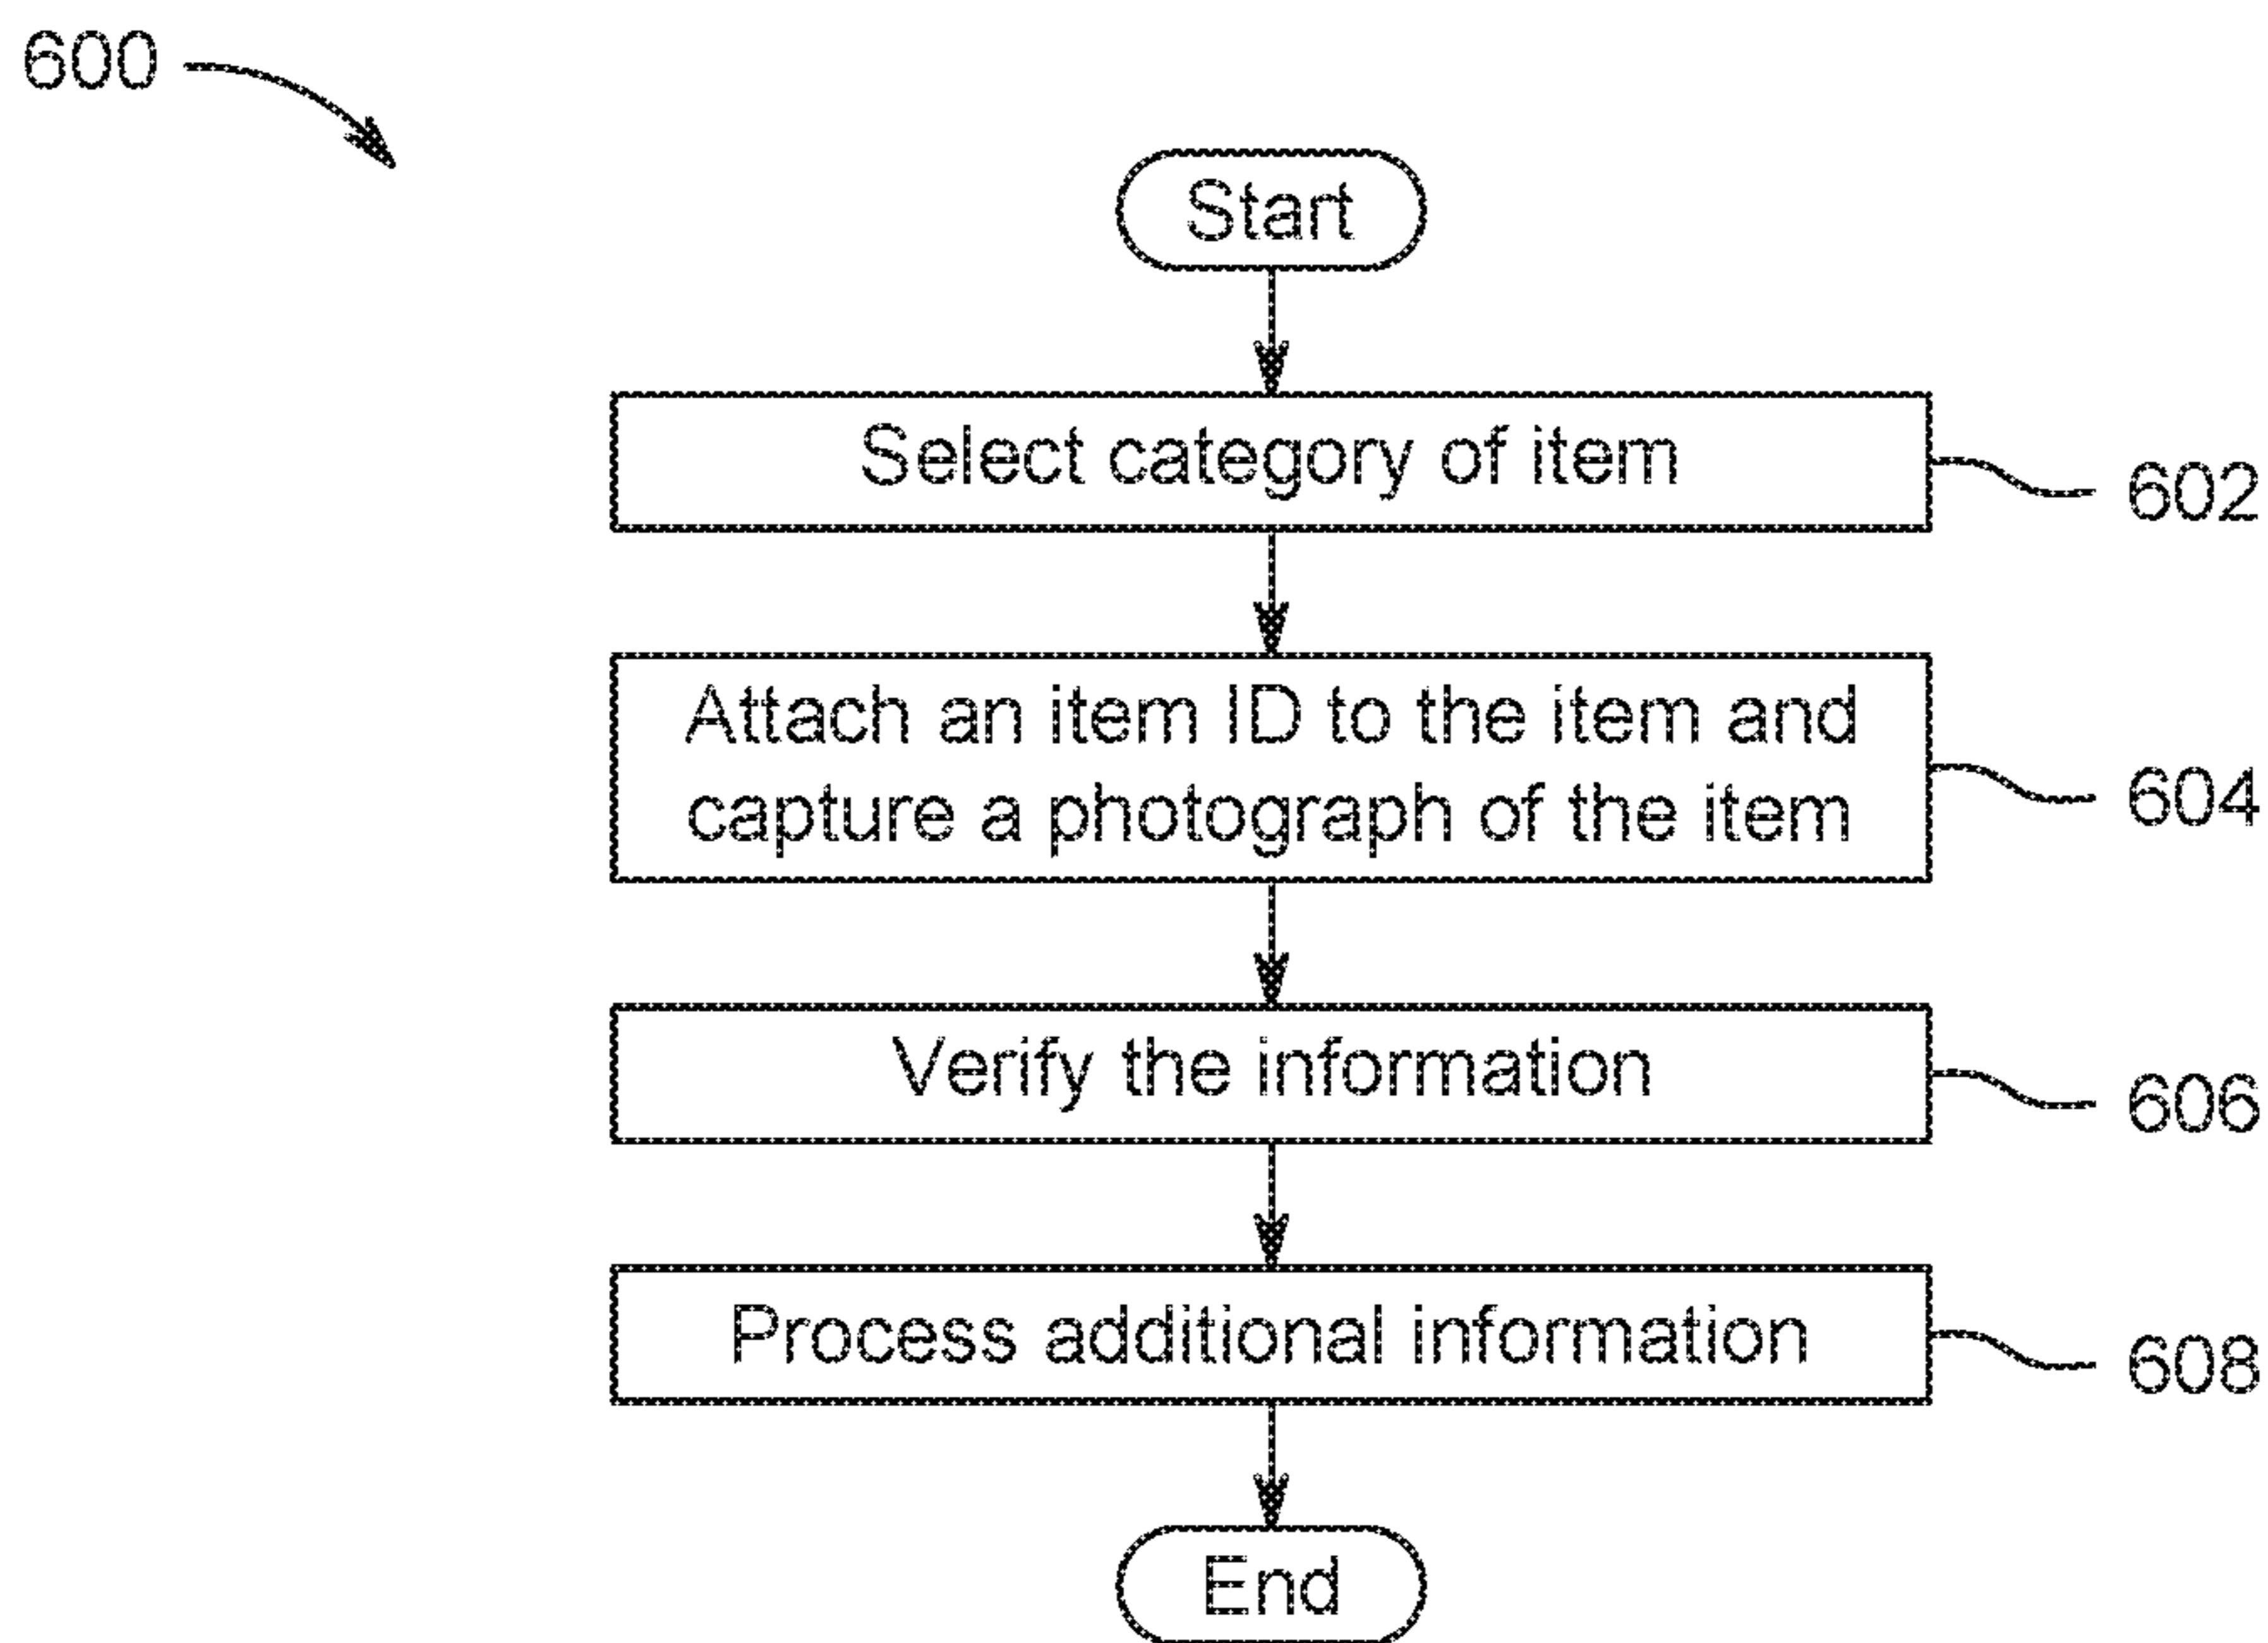 600
Start
Select category of item
602
Attach an item ID to the item and
capture a photograph of the item
604
Verify the information
606
Process additional information
608
End